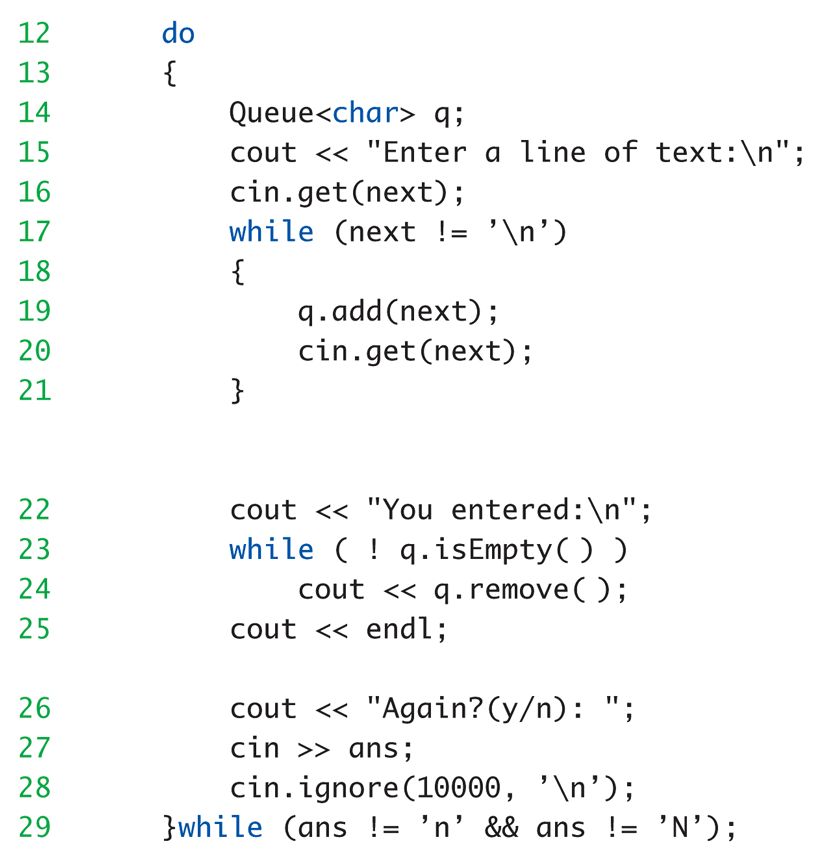 12 do
13 {
14 Queue<char> q;
15 cout << "Enter a line of text:\n";
16 cin.get(next);
17 while (next != ’\n’)
18 {
19 q.add(next);
20 cin.get(next);
21 }
22 cout << "You entered:\n";
23 while ( ! q.isEmpty( ) )
24 cout << q.remove( );
25 cout << endl;
26 cout << "Again?(y/n): ";
27 cin >> ans;
28 cin.ignore(10000, ’\n’);
29 }while (ans != ’n’ && ans != ’N’);